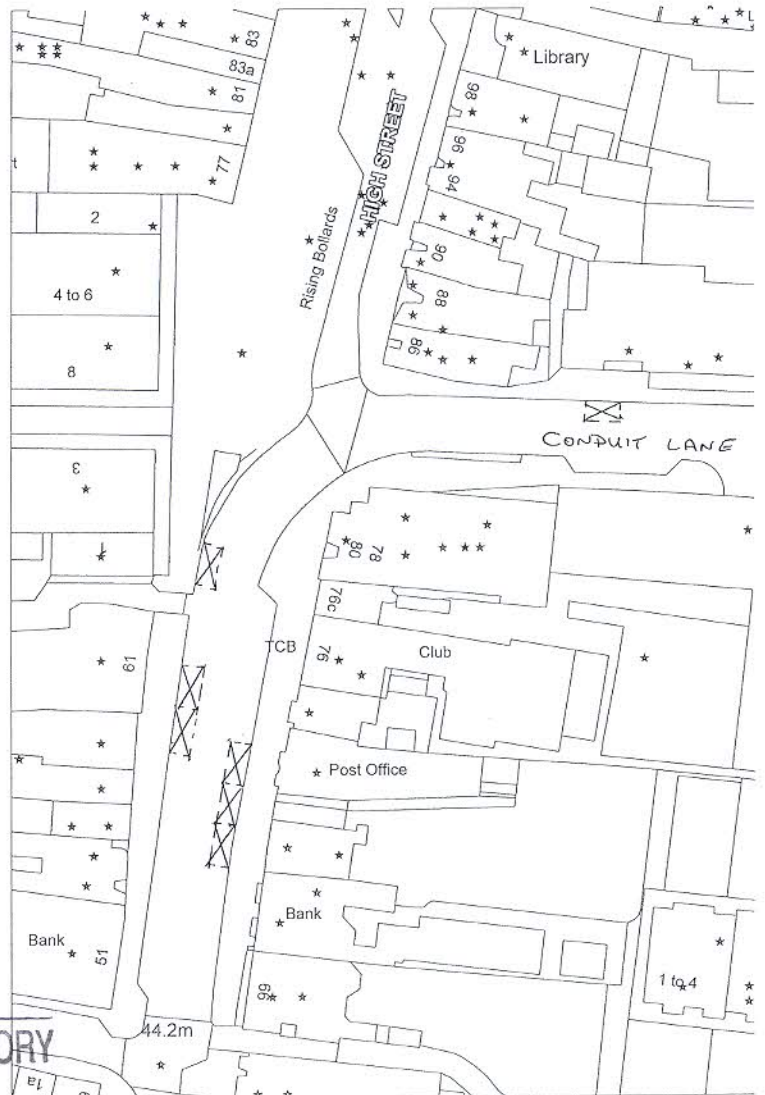 83
83a
81
77
t
2
4 to 6
8
3
Library
98
96
94
90
88
86
HIGH STREET
Rising Bollards
CONDUIT LANE
80
78
76c
TCB
76
Club
61
Post Office
Bank
Bank
51
66
1 to 4
44.2m
ORY
1a